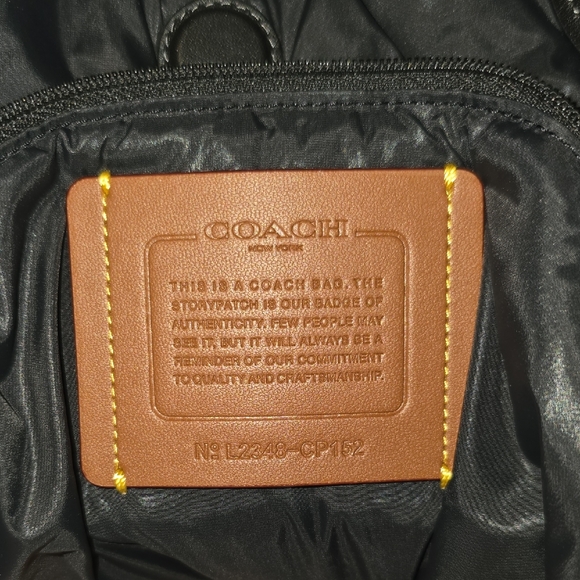 COACH
NEW YORK
THIS IS A COACH BAG. THE
STORYPATCH IS OUR BADGE OF
AUTHENTICITY. FEW PEOPLE MAY
SEE IT, BUT IT WILL ALWAYS BE A
REMINDER OF OUR COMMITMENT
TO QUALITY AND CRAFTSMANSHIP.
Nº L2348-CP152